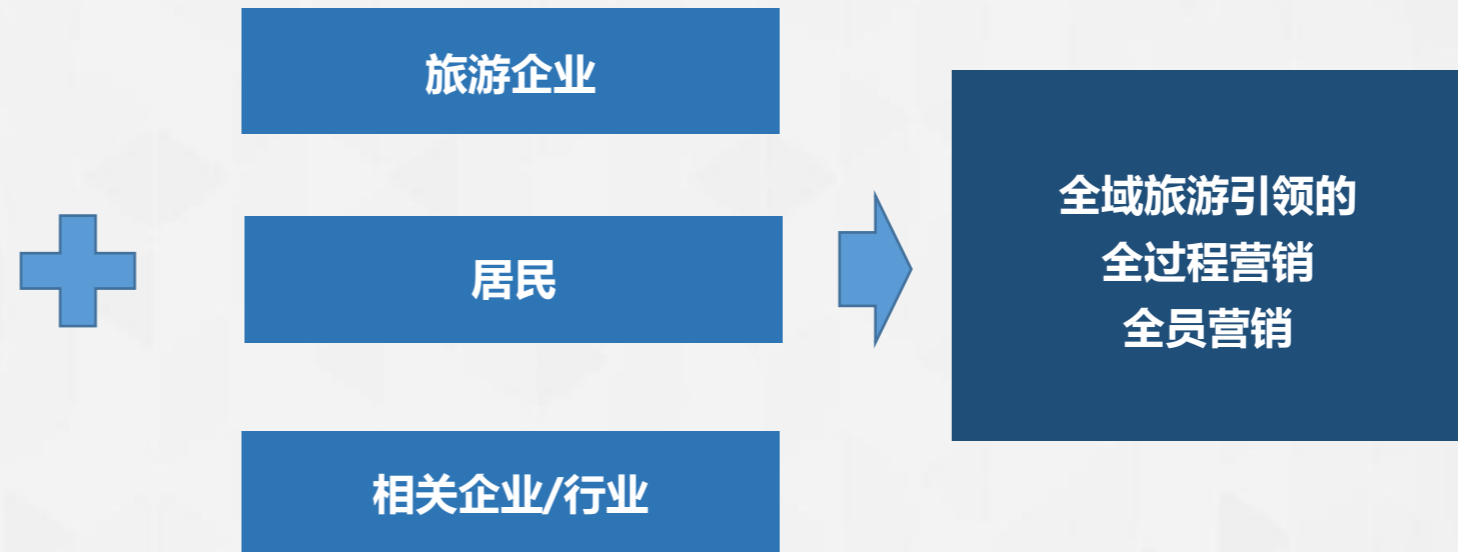 旅游企业
居民
相关企业/行业
全域旅游引领的
全过程营销
全员营销